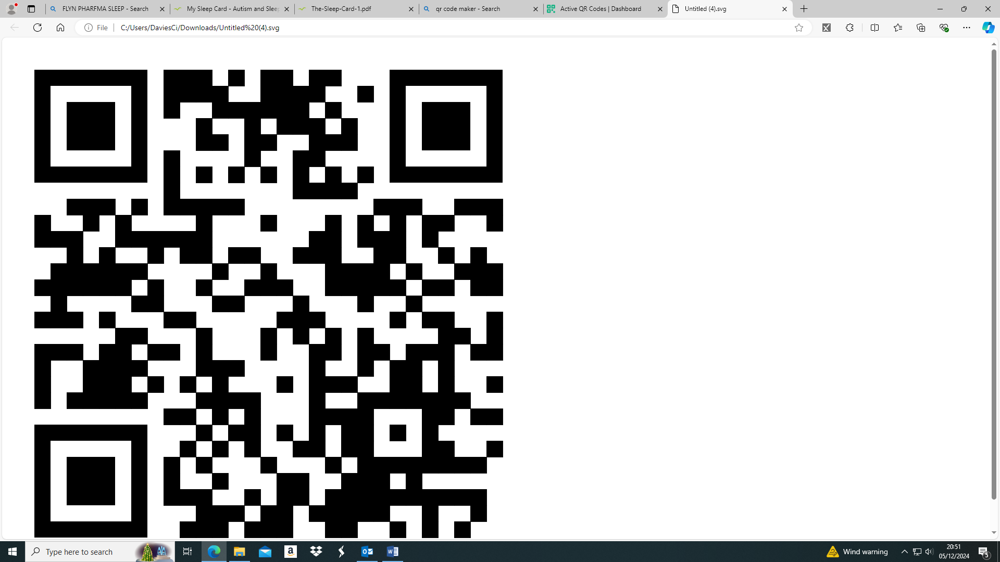 FLYN PHARFMA SLEEP - Search
My Sleep Card - Autism and Sleep
The-Sleep-Card-1.pdf
qr code maker - Search
Active QR Codes | Dashboard
Untitled (4).svg
File
C:/Users/DaviesCi/Downloads/Untitled%20(4).svg
Type here to search
Wind warning
20:51
05/12/2024
5